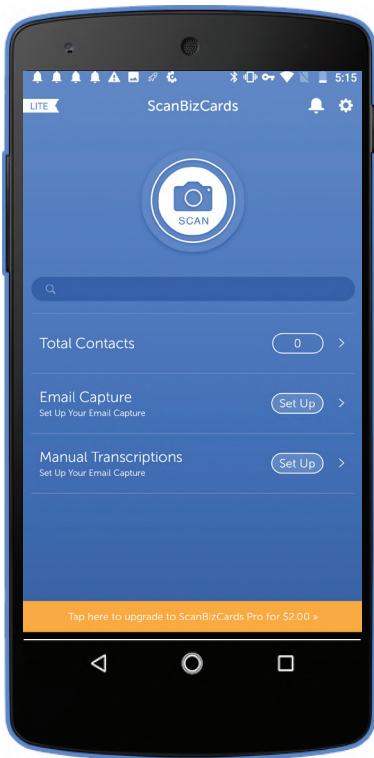 5:15
LITE
ScanBizCards
SCAN
Total Contacts
0
Email Capture
Set Up
Set Up Your Email Capture
Manual Transcriptions
Set Up
Set Up Your Email Capture
Tap here to upgrade to ScanBizCards Pro for $2.00 »